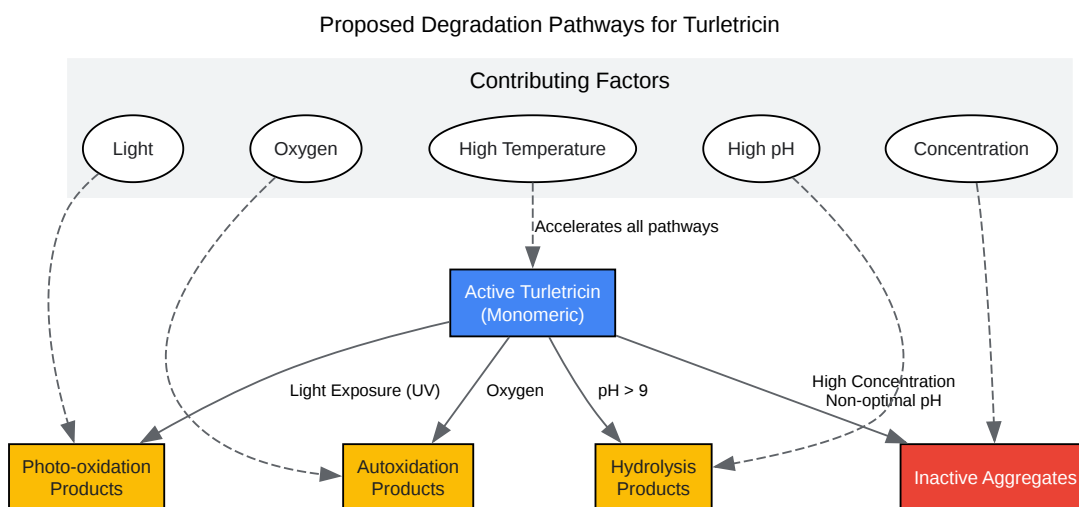 Proposed Degradation Pathways for Turletricin
Contributing Factors
Light
Oxygen
High Temperature
High pH
Concentration
Accelerates all pathways
Active Turletricin
(Monomeric)
Light Exposure (UV)
Oxygen
pH > 9
High Concentration
Non-optimal pH
Photo-oxidation
Products
Autoxidation
Products
Hydrolysis
Products
Inactive Aggregates